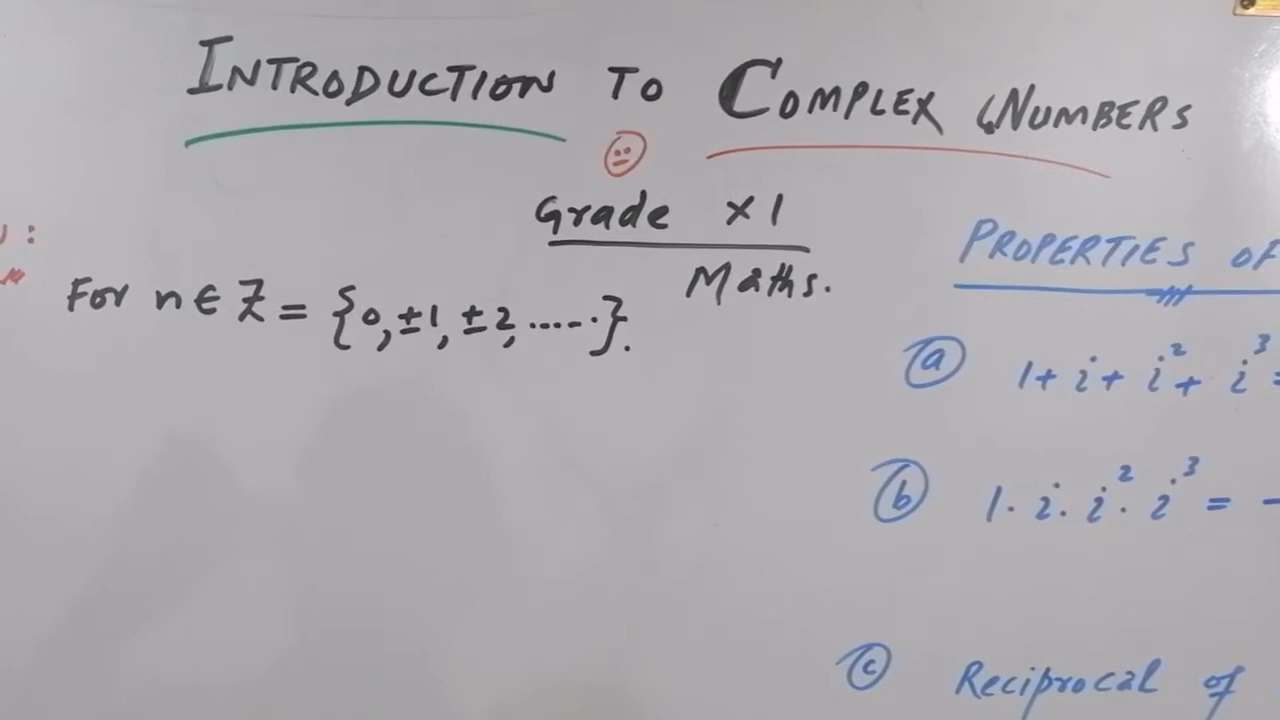 INTRODUCTION TO COMPLEX NUMBERS
Grade XI
Maths.
:
For n ∈ Z = {0, ±1, ±2, .....}.
PROPERTIES OF
(a) 1 + i + i² + i³ =
(b) 1. i. i². i³ = -
(c) Reciprocal of